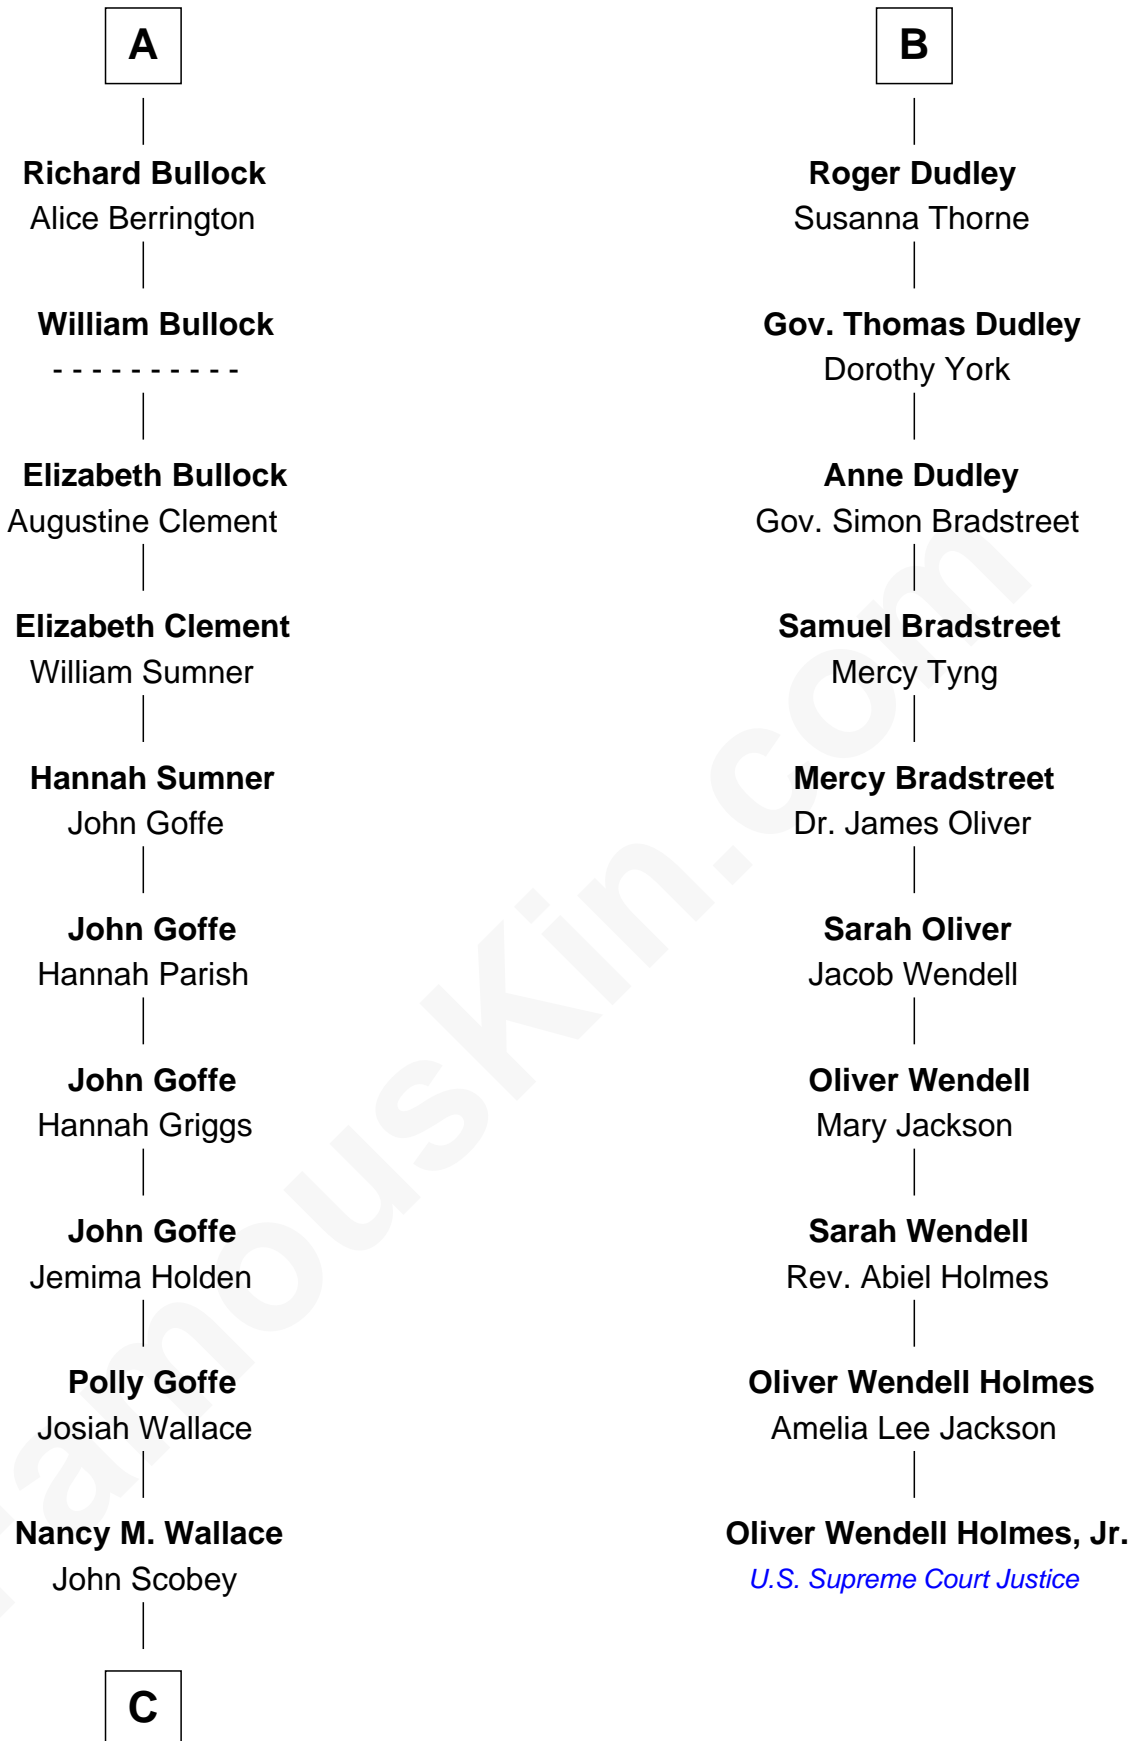 A
Richard Bullock
Alice Berrington
William Bullock
- - - - - - - - - -
Elizabeth Bullock
Augustine Clement
Elizabeth Clement
William Sumner
Hannah Sumner
John Goffe
John Goffe
Hannah Parish
John Goffe
Hannah Griggs
John Goffe
Jemima Holden
Polly Goffe
Josiah Wallace
Nancy M. Wallace
John Scobey
C
B
Roger Dudley
Susanna Thorne
Gov. Thomas Dudley
Dorothy York
Anne Dudley
Gov. Simon Bradstreet
Samuel Bradstreet
Mercy Tyng
Mercy Bradstreet
Dr. James Oliver
Sarah Oliver
Jacob Wendell
Oliver Wendell
Mary Jackson
Sarah Wendell
Rev. Abiel Holmes
Oliver Wendell Holmes
Amelia Lee Jackson
Oliver Wendell Holmes, Jr.
U.S. Supreme Court Justice
FamousKin.com